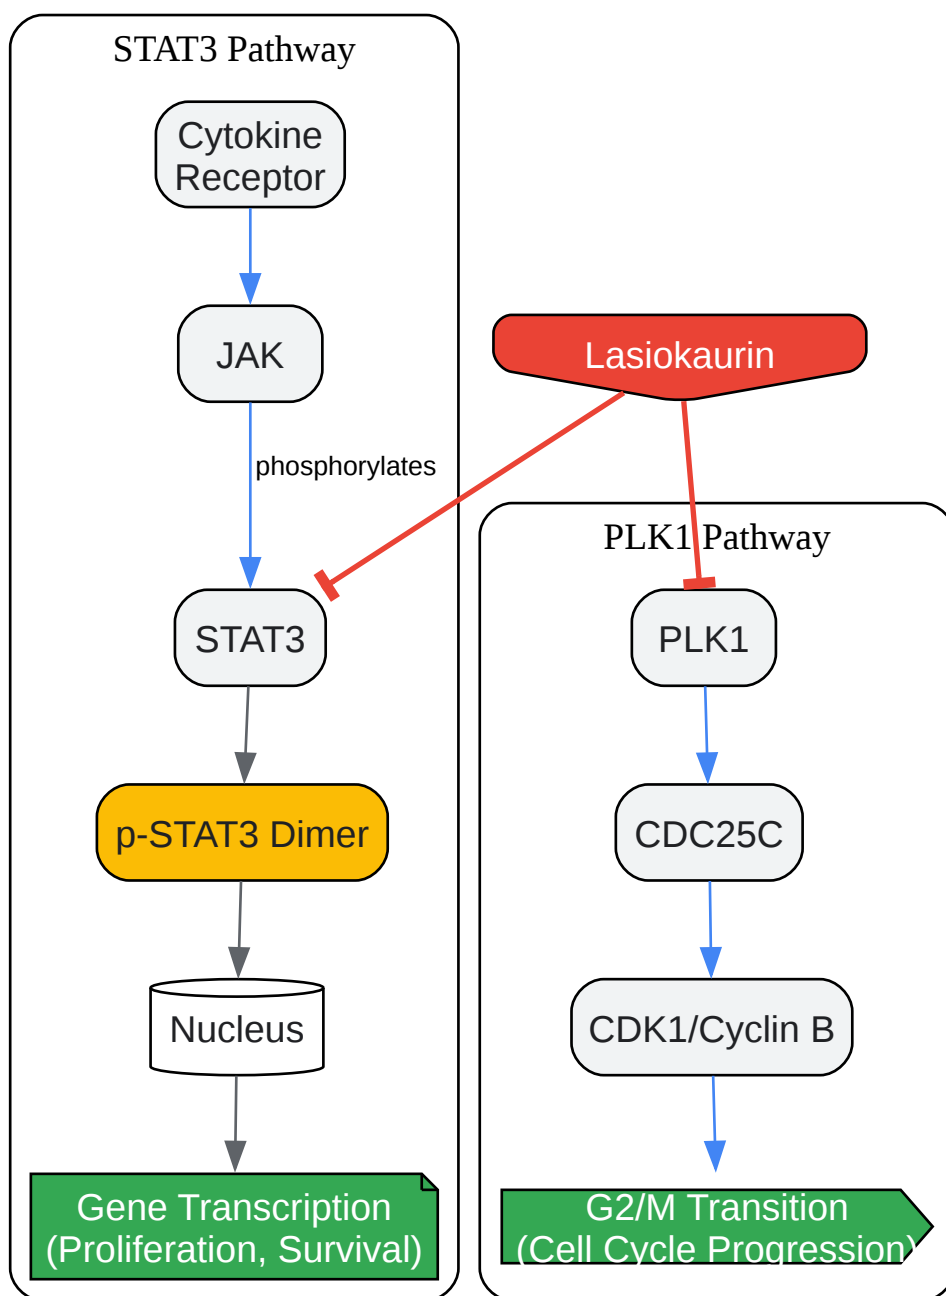 STAT3 Pathway
Cytokine
Receptor
JAK
phosphorylates
STAT3
p-STAT3 Dimer
Nucleus
Gene Transcription
(Proliferation, Survival)
Lasiokaurin
PLK1 Pathway
PLK1
CDC25C
CDK1/Cyclin B
G2/M Transition
(Cell Cycle Progression)